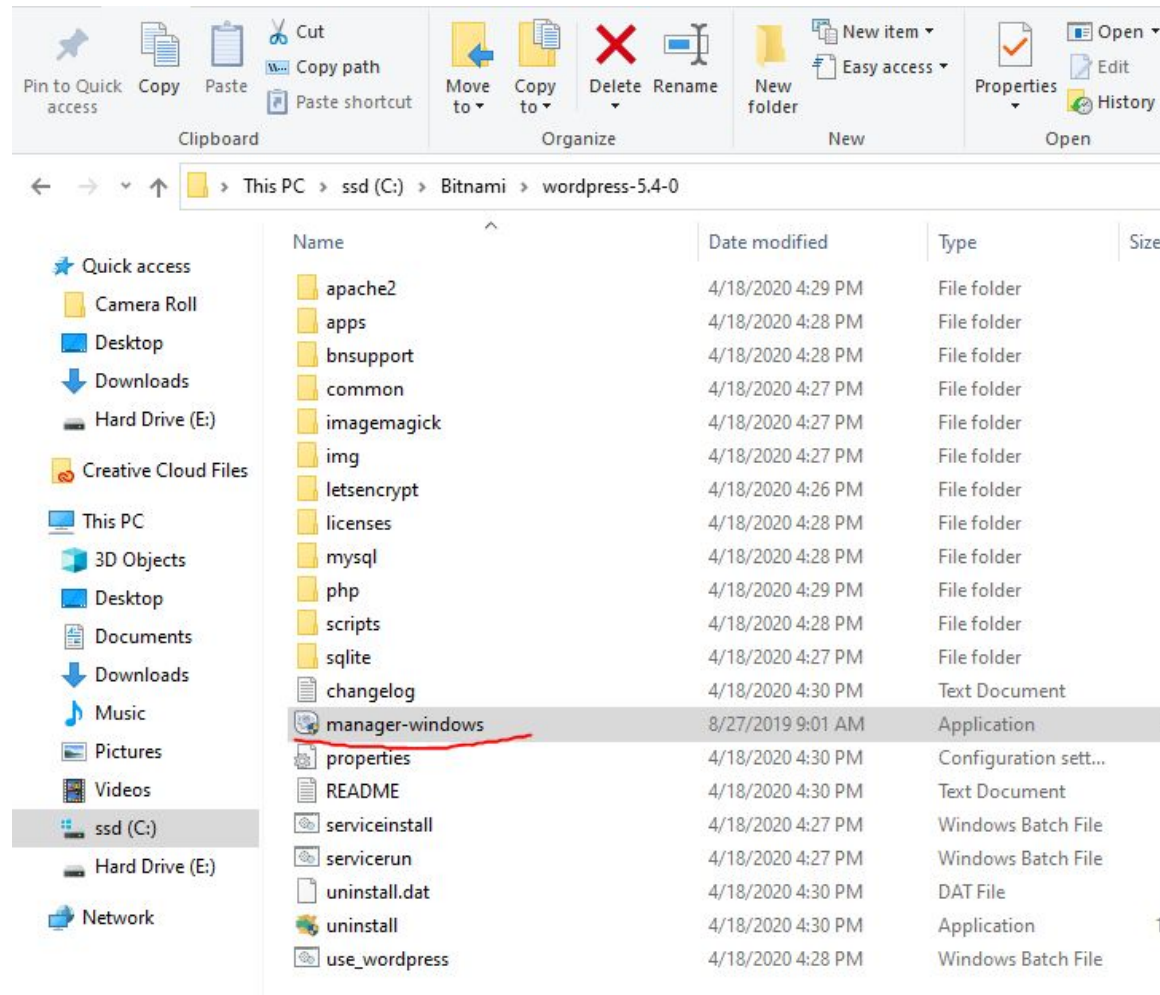 Cut
New item
Open
Copy path
Easy access
Edit
Pin to Quick access
Copy
Paste
Paste shortcut
Move to
Copy to
Delete
Rename
New folder
Properties
History
Clipboard
Organize
New
Open
This PC > ssd (C:) > Bitnami > wordpress-5.4-0
Name Date modified Type Size
Quick access
Camera Roll
Desktop
Downloads
Hard Drive (E:)
Creative Cloud Files
This PC
3D Objects
Desktop
Documents
Downloads
Music
Pictures
Videos
ssd (C:)
Hard Drive (E:)
Network
apache2 4/18/2020 4:29 PM File folder
apps 4/18/2020 4:28 PM File folder
bnsupport 4/18/2020 4:28 PM File folder
common 4/18/2020 4:27 PM File folder
imagemagick 4/18/2020 4:27 PM File folder
img 4/18/2020 4:27 PM File folder
letsencrypt 4/18/2020 4:26 PM File folder
licenses 4/18/2020 4:28 PM File folder
mysql 4/18/2020 4:28 PM File folder
php 4/18/2020 4:29 PM File folder
scripts 4/18/2020 4:28 PM File folder
sqlite 4/18/2020 4:27 PM File folder
changelog 4/18/2020 4:30 PM Text Document
manager-windows 8/27/2019 9:01 AM Application
properties 4/18/2020 4:30 PM Configuration sett...
README 4/18/2020 4:30 PM Text Document
serviceinstall 4/18/2020 4:27 PM Windows Batch File
servicerun 4/18/2020 4:27 PM Windows Batch File
uninstall.dat 4/18/2020 4:30 PM DAT File
uninstall 4/18/2020 4:30 PM Application
use_wordpress 4/18/2020 4:28 PM Windows Batch File